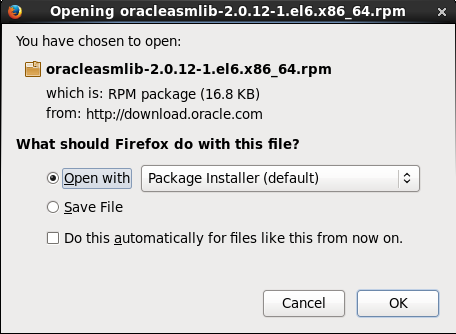 Opening oracleasmlib-2.0.12-1.el6.x86_64.rpm
You have chosen to open:
oracleasmlib-2.0.12-1.el6.x86_64.rpm
which is: RPM package (16.8 KB)
from: http://download.oracle.com
What should Firefox do with this file?
Open with Package Installer (default)
Save File
Do this automatically for files like this from now on.
Cancel OK